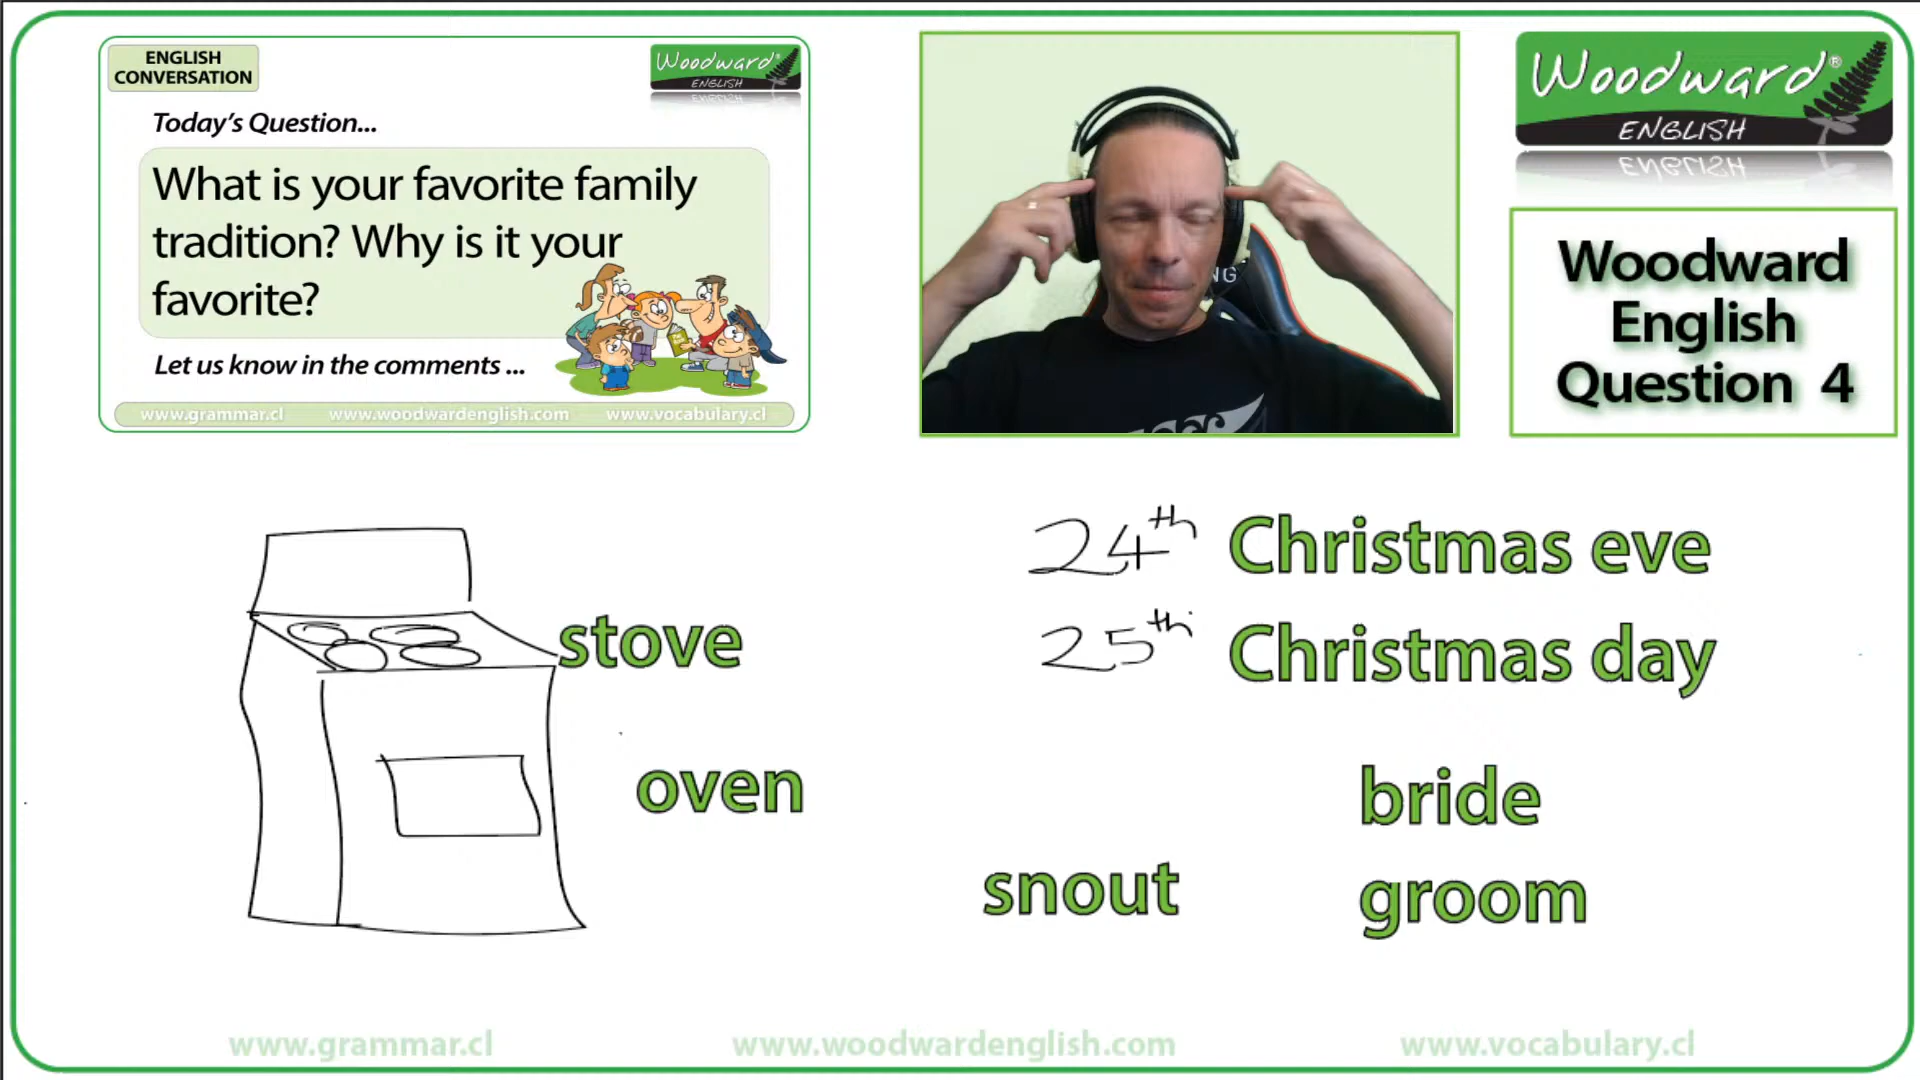 ENGLISH
CONVERSATION
Woodward®
ENGLISH
Today's Question...
What is your favorite family
tradition? Why is it your
favorite?
Let us know in the comments ...
www.grammar.cl www.woodwardenglish.com www.vocabulary.cl
NG
Woodward®
ENGLISH
Woodward
English
Question 4
stove
oven
24th Christmas eve
25th Christmas day
bride
snout
groom
www.grammar.cl www.woodwardenglish.com www.vocabulary.cl